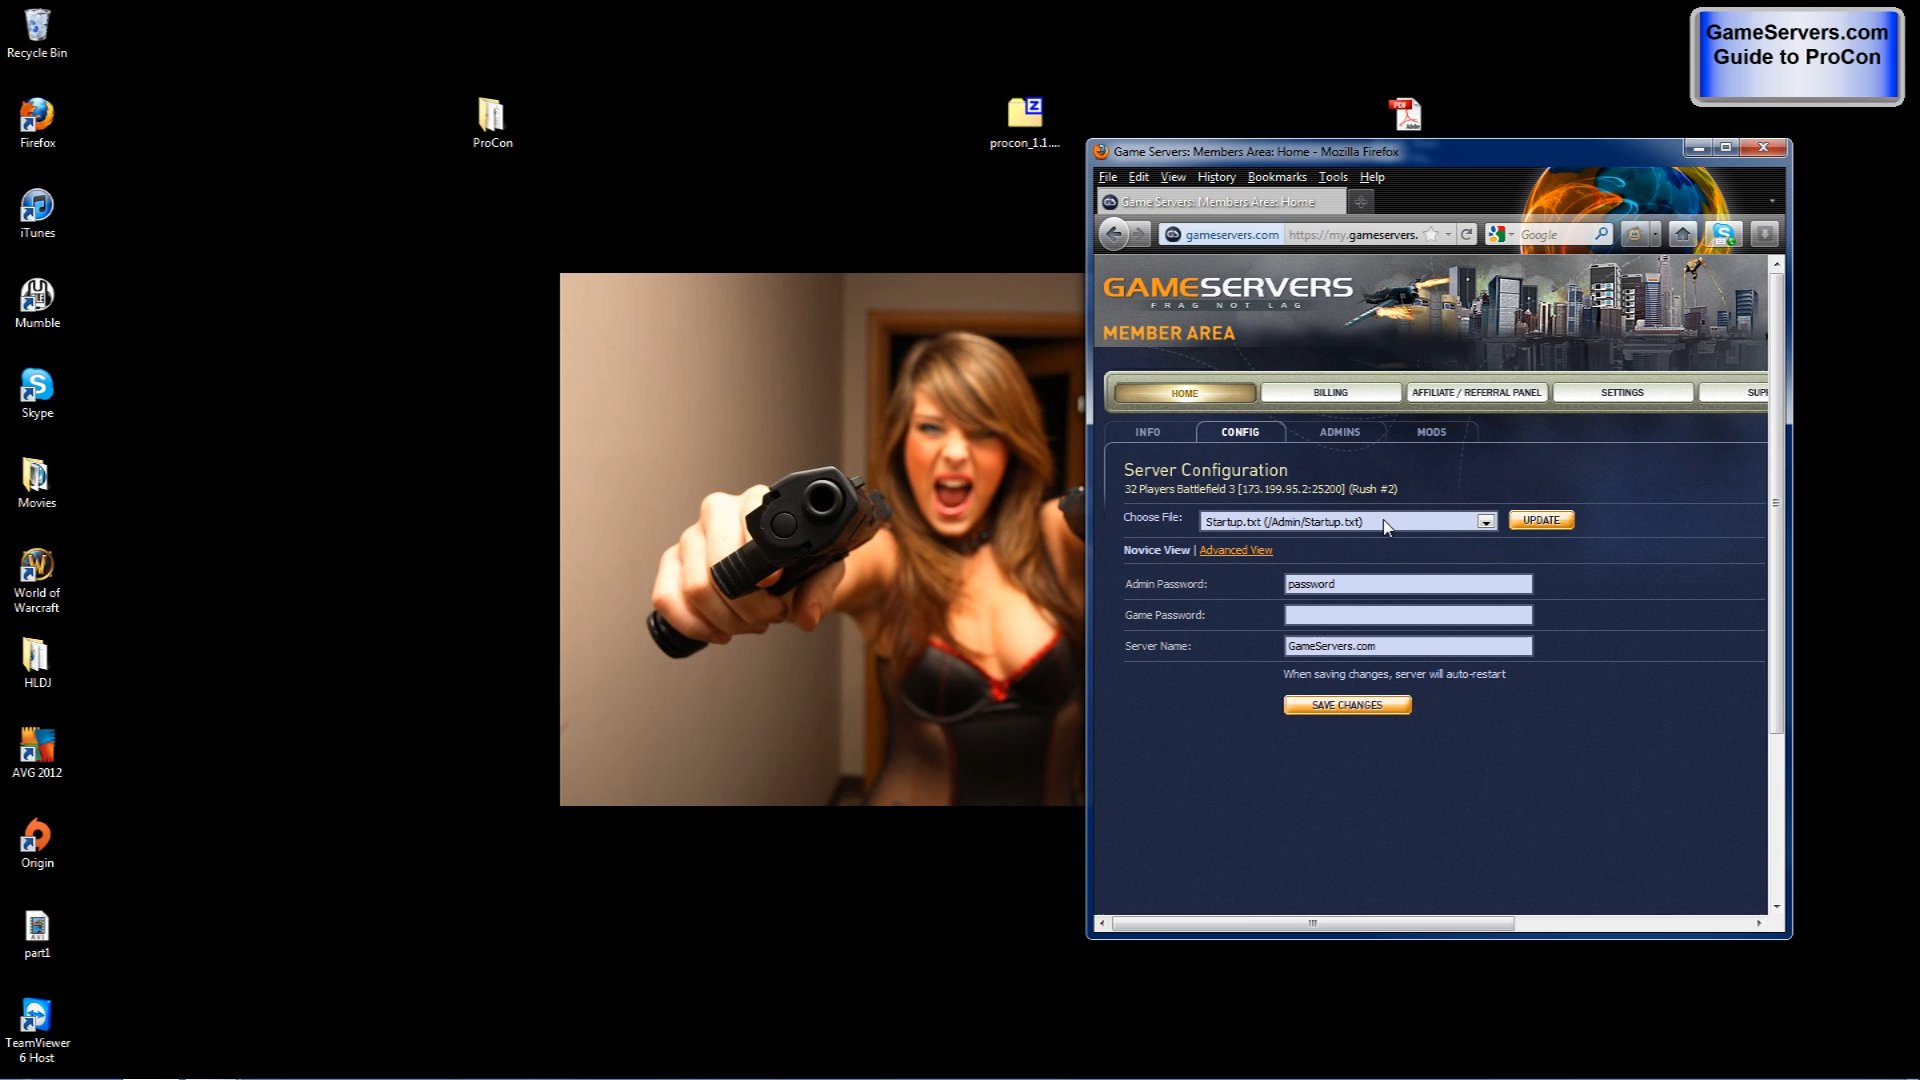 Recycle Bin
Firefox
iTunes
Mumble
Skype
Movies
World of
Warcraft
HLDJ
AVG 2012
Origin
part1
TeamViewer
6 Host
ProCon
procon_1.1....
PDF
Adobe
GameServers.com
Guide to ProCon
Game Servers: Members Area: Home - Mozilla Firefox
File Edit View History Bookmarks Tools Help
Game Servers: Members Area: Home
gameservers.com https://my.gameservers. Google
GAMESERVERS
FRAG NOT LAG
MEMBER AREA
HOME BILLING AFFILIATE / REFERRAL PANEL SETTINGS SUP
INFO CONFIG ADMINS MODS
Server Configuration
32 Players Battlefield 3 [173.199.95.2:25200] (Rush #2)
Choose File: Startup.txt (/Admin/Startup.txt) UPDATE
Novice View | Advanced View
Admin Password: password
Game Password:
Server Name: GameServers.com
When saving changes, server will auto-restart
SAVE CHANGES